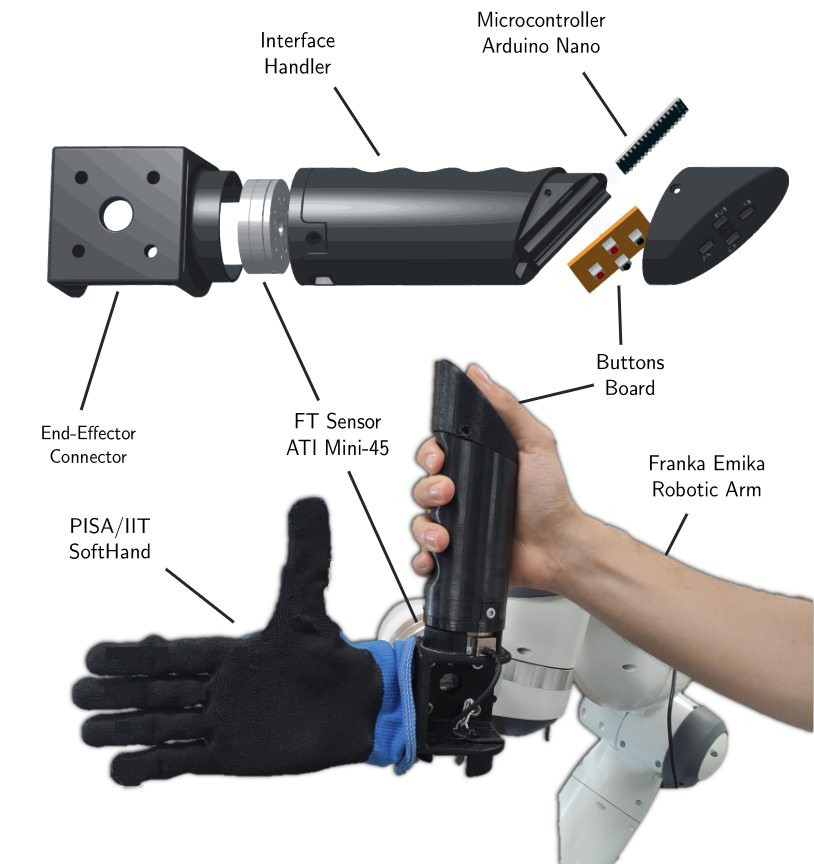 Microcontroller
Arduino Nano
Interface
Handler
Buttons
Board
End-Effector
Connector
FT Sensor
ATI Mini-45
Franka Emika
Robotic Arm
PISA/IIT
SoftHand